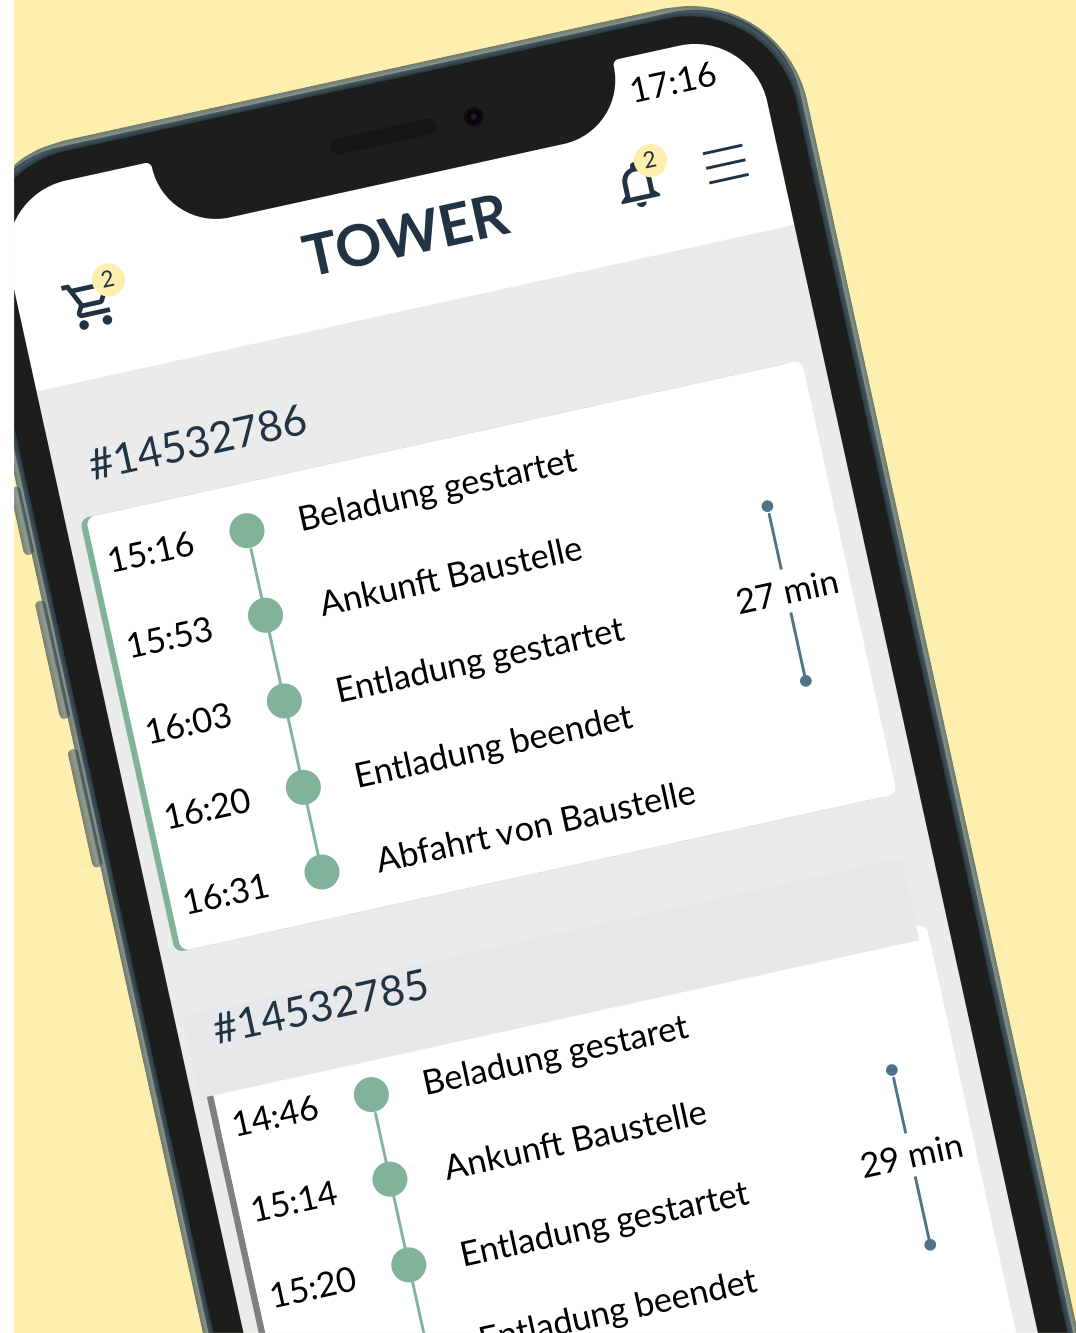 17:16
2
TOWER
2
#14532786
15:16 Beladung gestartet
15:53 Ankunft Baustelle
27 min
16:03 Entladung gestartet
16:20 Entladung beendet
16:31 Abfahrt von Baustelle
#14532785
14:46 Beladung gestaret
15:14 Ankunft Baustelle
29 min
15:20 Entladung gestartet
Entladung beendet